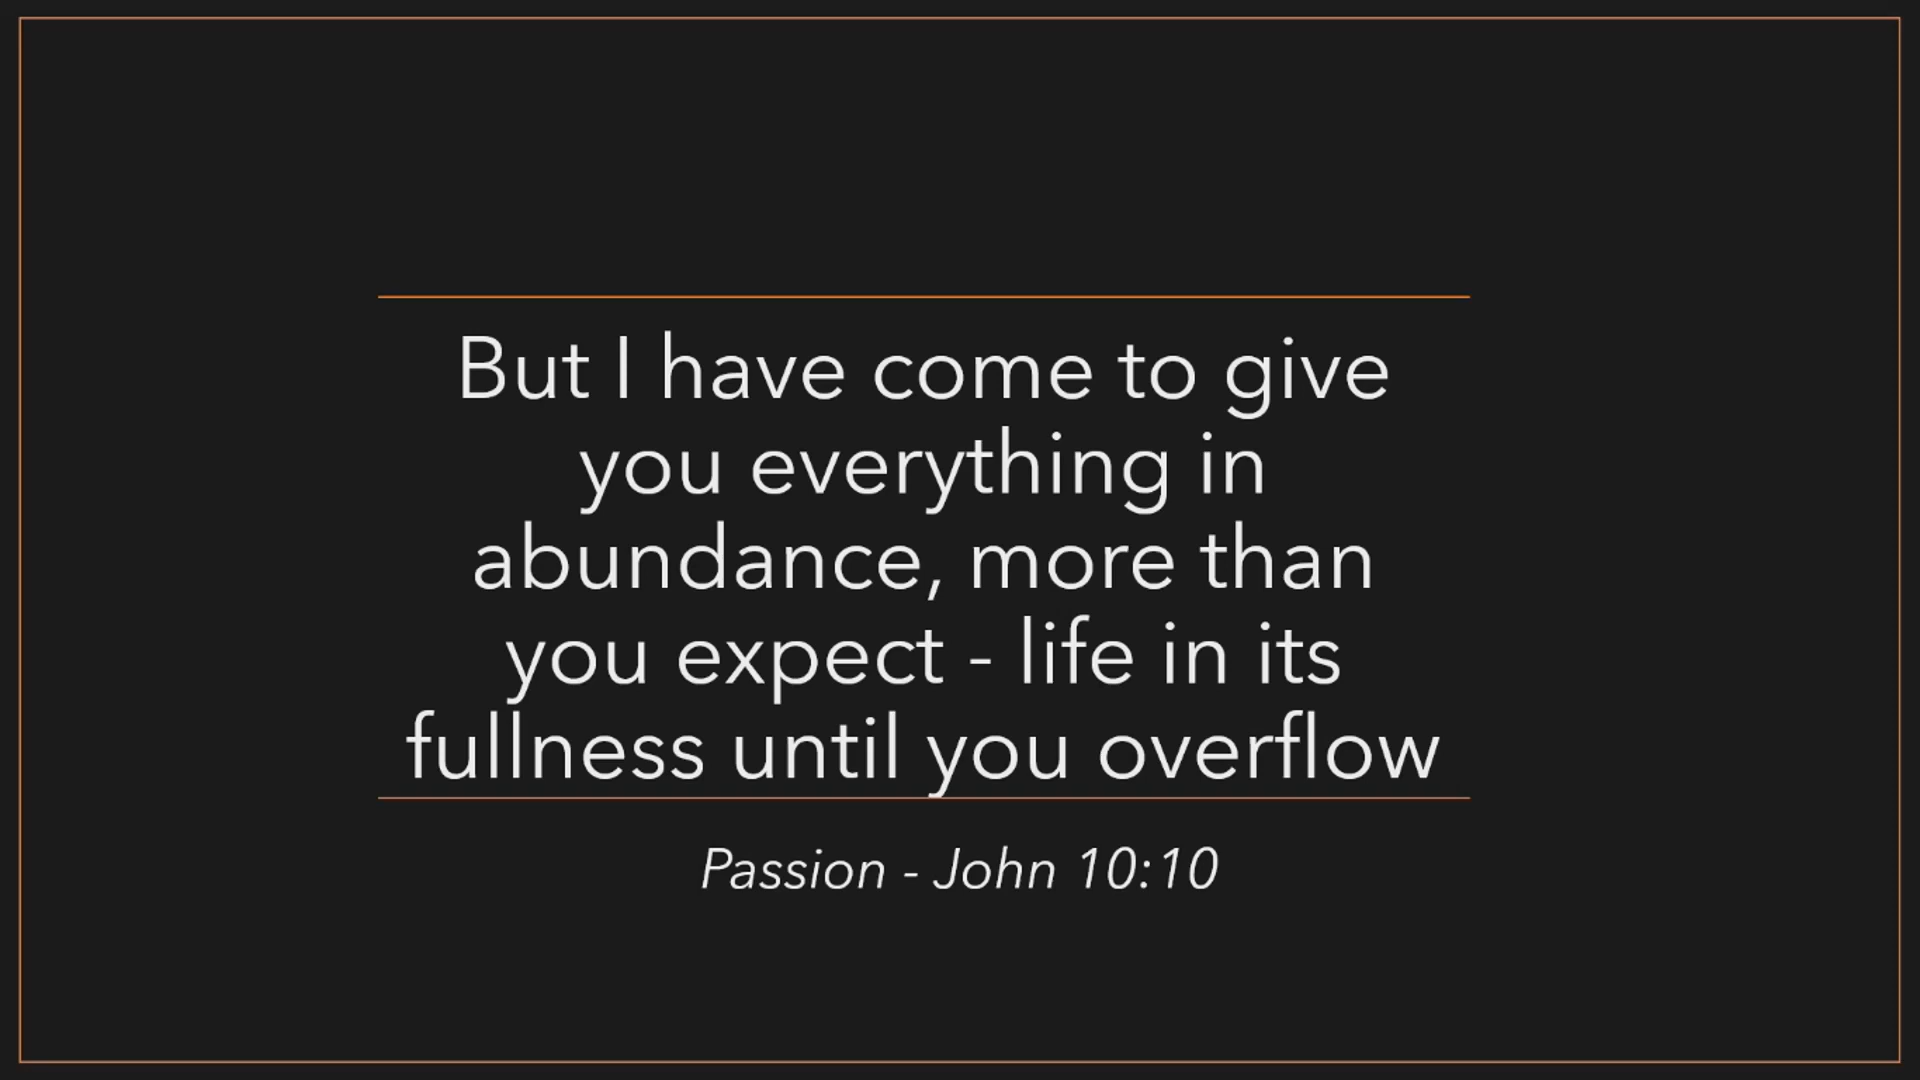 But I have come to give
you everything in
abundance, more than
you expect - life in its
fullness until you overflow
Passion - John 10:10